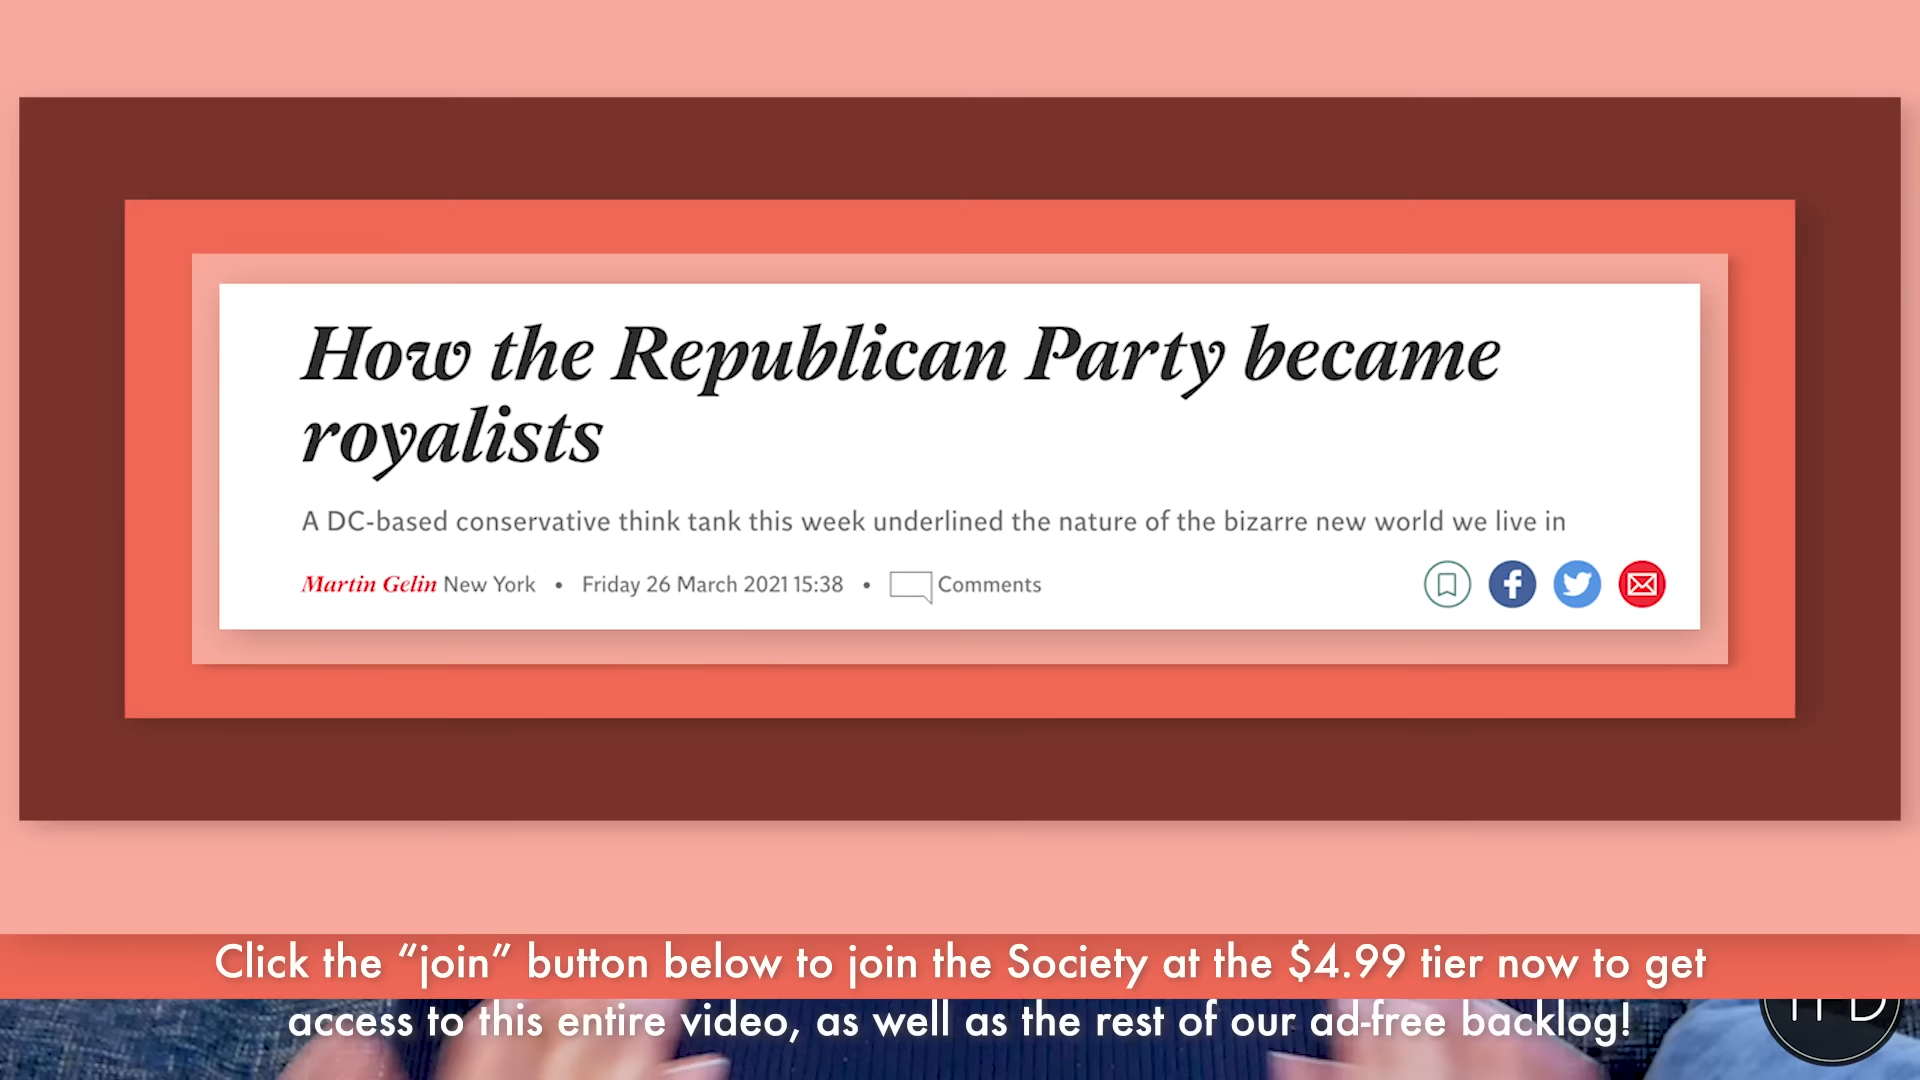 How the Republican Party became
royalists
A DC-based conservative think tank this week underlined the nature of the bizarre new world we live in
Martin Gelin New York • Friday 26 March 2021 15:38 • Comments
Click the “join” button below to join the Society at the $4.99 tier now to get
access to this entire video, as well as the rest of our ad-free backlog!